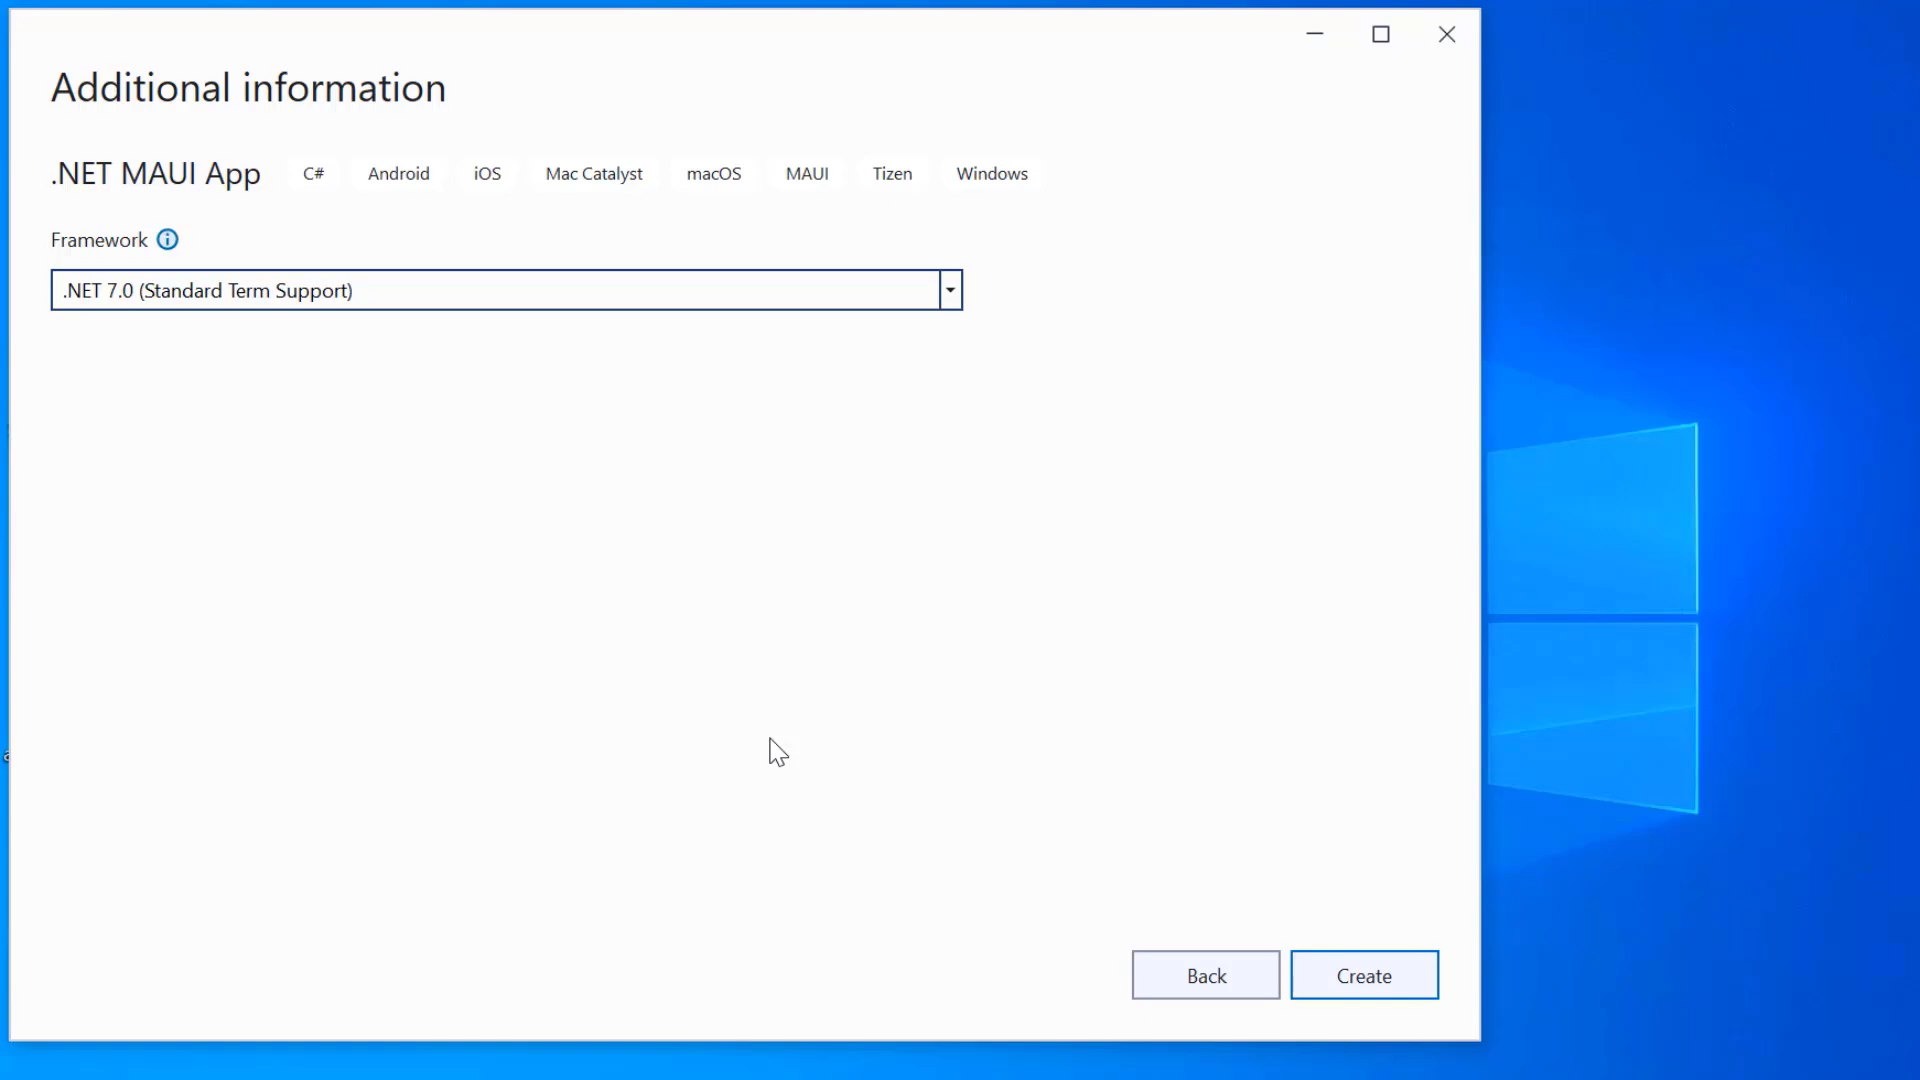 Additional information
.NET MAUI App C# Android iOS Mac Catalyst macOS MAUI Tizen Windows
Framework
.NET 7.0 (Standard Term Support)
Back Create